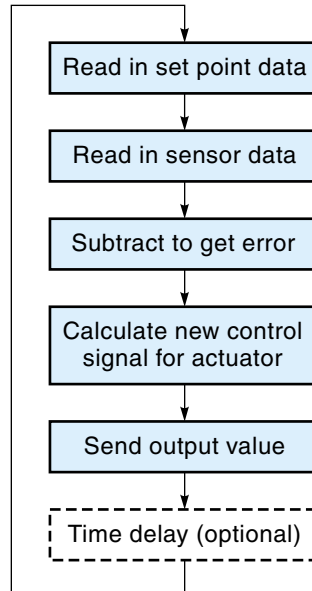 Read in set point data
Read in sensor data
Subtract to get error
Calculate new control
signal for actuator
Send output value
Time delay (optional)